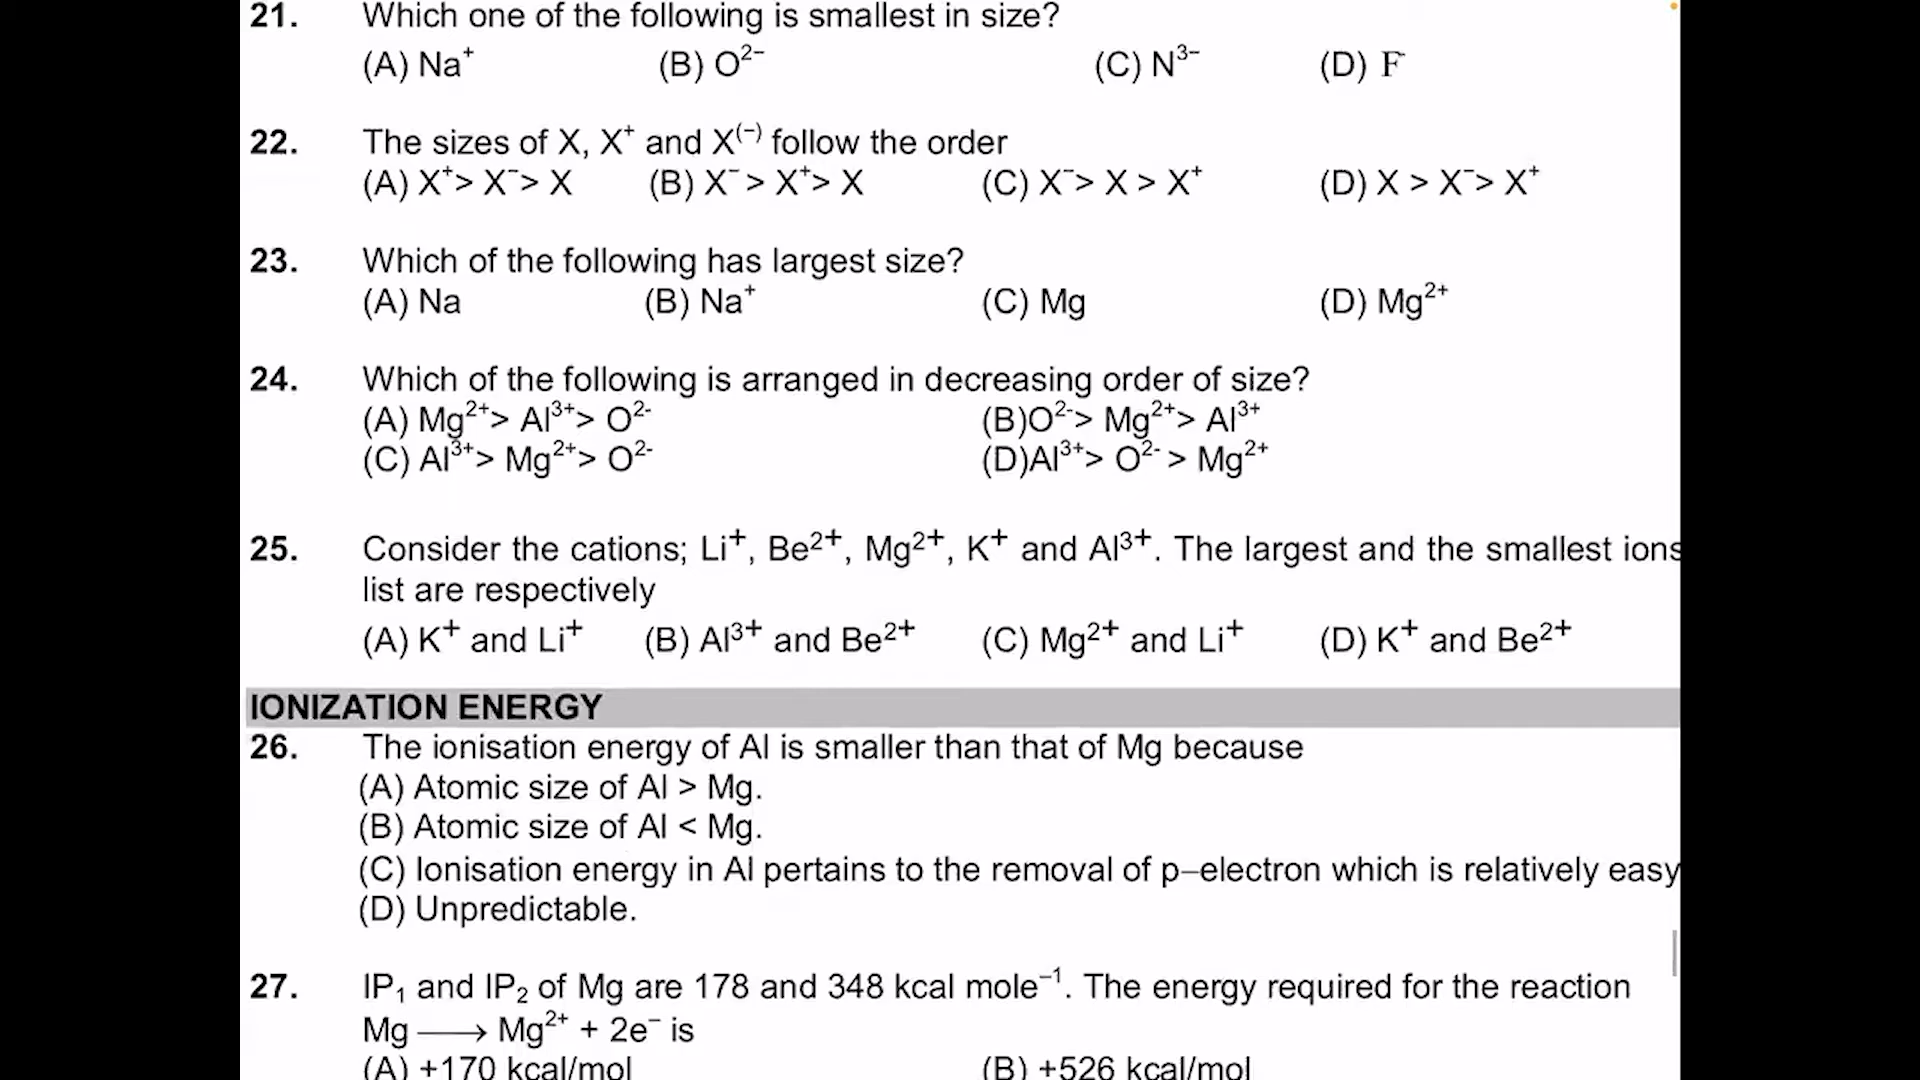 21. Which one of the following is smallest in size?
(A) Na⁺ (B) O²⁻ (C) N³⁻ (D) F⁻
22. The sizes of X, X⁺ and X⁽⁻⁾ follow the order
(A) X⁺> X⁻> X (B) X⁻ > X⁺> X (C) X⁻> X > X⁺ (D) X > X⁻> X⁺
23. Which of the following has largest size?
(A) Na (B) Na⁺ (C) Mg (D) Mg²⁺
24. Which of the following is arranged in decreasing order of size?
(A) Mg²⁺> Al³⁺> O²⁻ (B)O²⁻> Mg²⁺> Al³⁺
(C) Al³⁺> Mg²⁺> O²⁻ (D)Al³⁺> O²⁻ > Mg²⁺
25. Consider the cations; Li⁺, Be²⁺, Mg²⁺, K⁺ and Al³⁺. The largest and the smallest ions
list are respectively
(A) K⁺ and Li⁺ (B) Al³⁺ and Be²⁺ (C) Mg²⁺ and Li⁺ (D) K⁺ and Be²⁺
IONIZATION ENERGY
26. The ionisation energy of Al is smaller than that of Mg because
(A) Atomic size of Al > Mg.
(B) Atomic size of Al < Mg.
(C) Ionisation energy in Al pertains to the removal of p–electron which is relatively easy
(D) Unpredictable.
27. IP₁ and IP₂ of Mg are 178 and 348 kcal mole⁻¹. The energy required for the reaction
Mg ⟶ Mg²⁺ + 2e⁻ is
(A) +170 kcal/mol (B) +526 kcal/mol